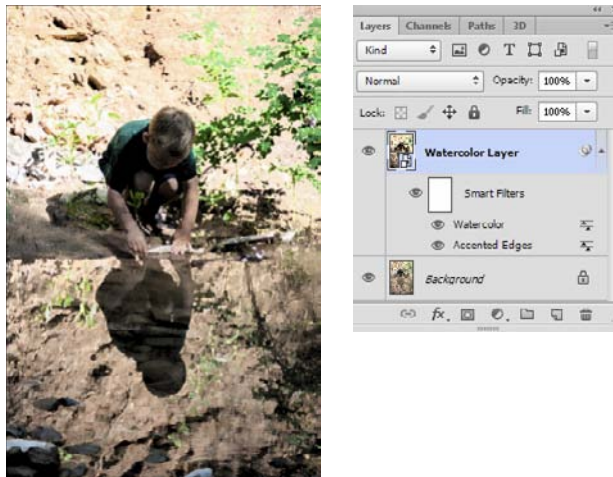 Layers Channels Paths 3D
Kind T
Normal Opacity: 100%
Lock: Fill: 100%
Watercolor Layer
Smart Filters
Watercolor
Accented Edges
Background
fx